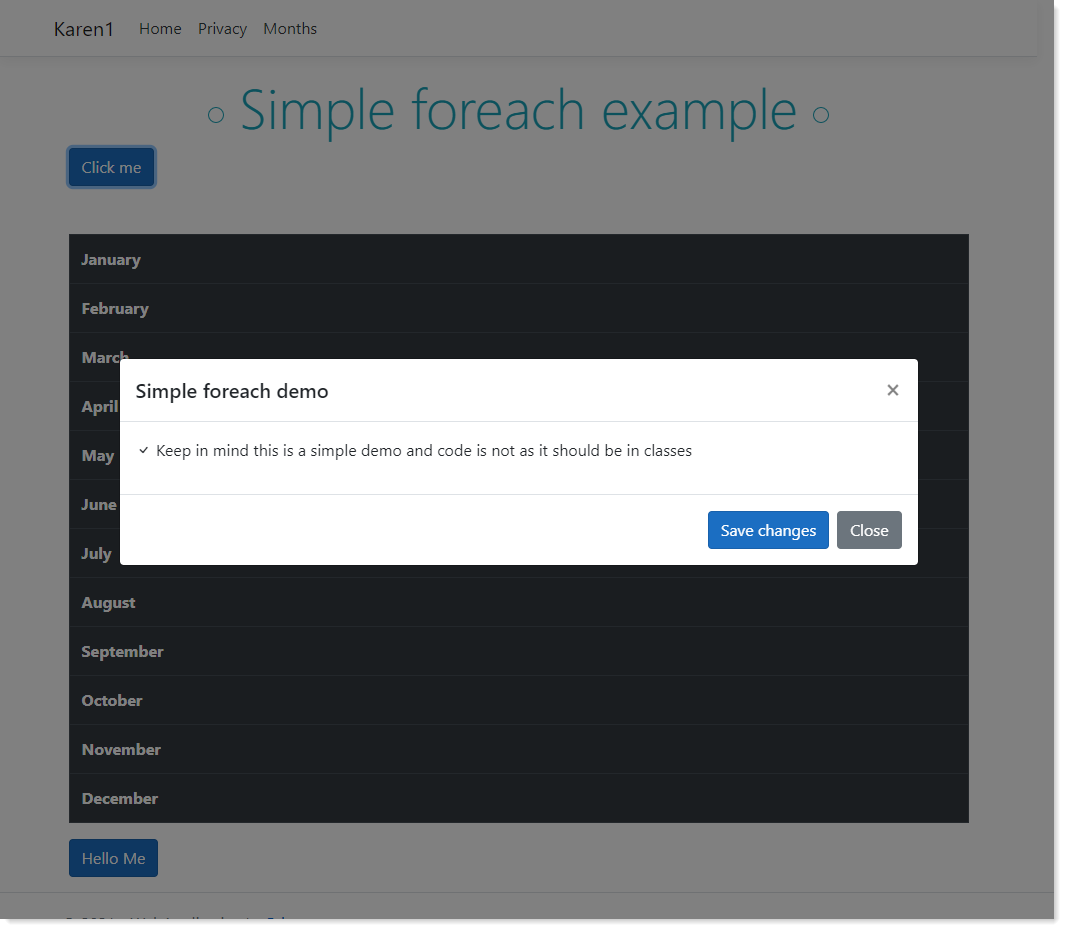 Karen1 Home Privacy Months
Simple foreach example
Click me
January
February
March
Simple foreach demo ×
April
May
Keep in mind this is a simple demo and code is not as it should be in classes
June
Save changes Close
July
August
September
October
November
December
Hello Me